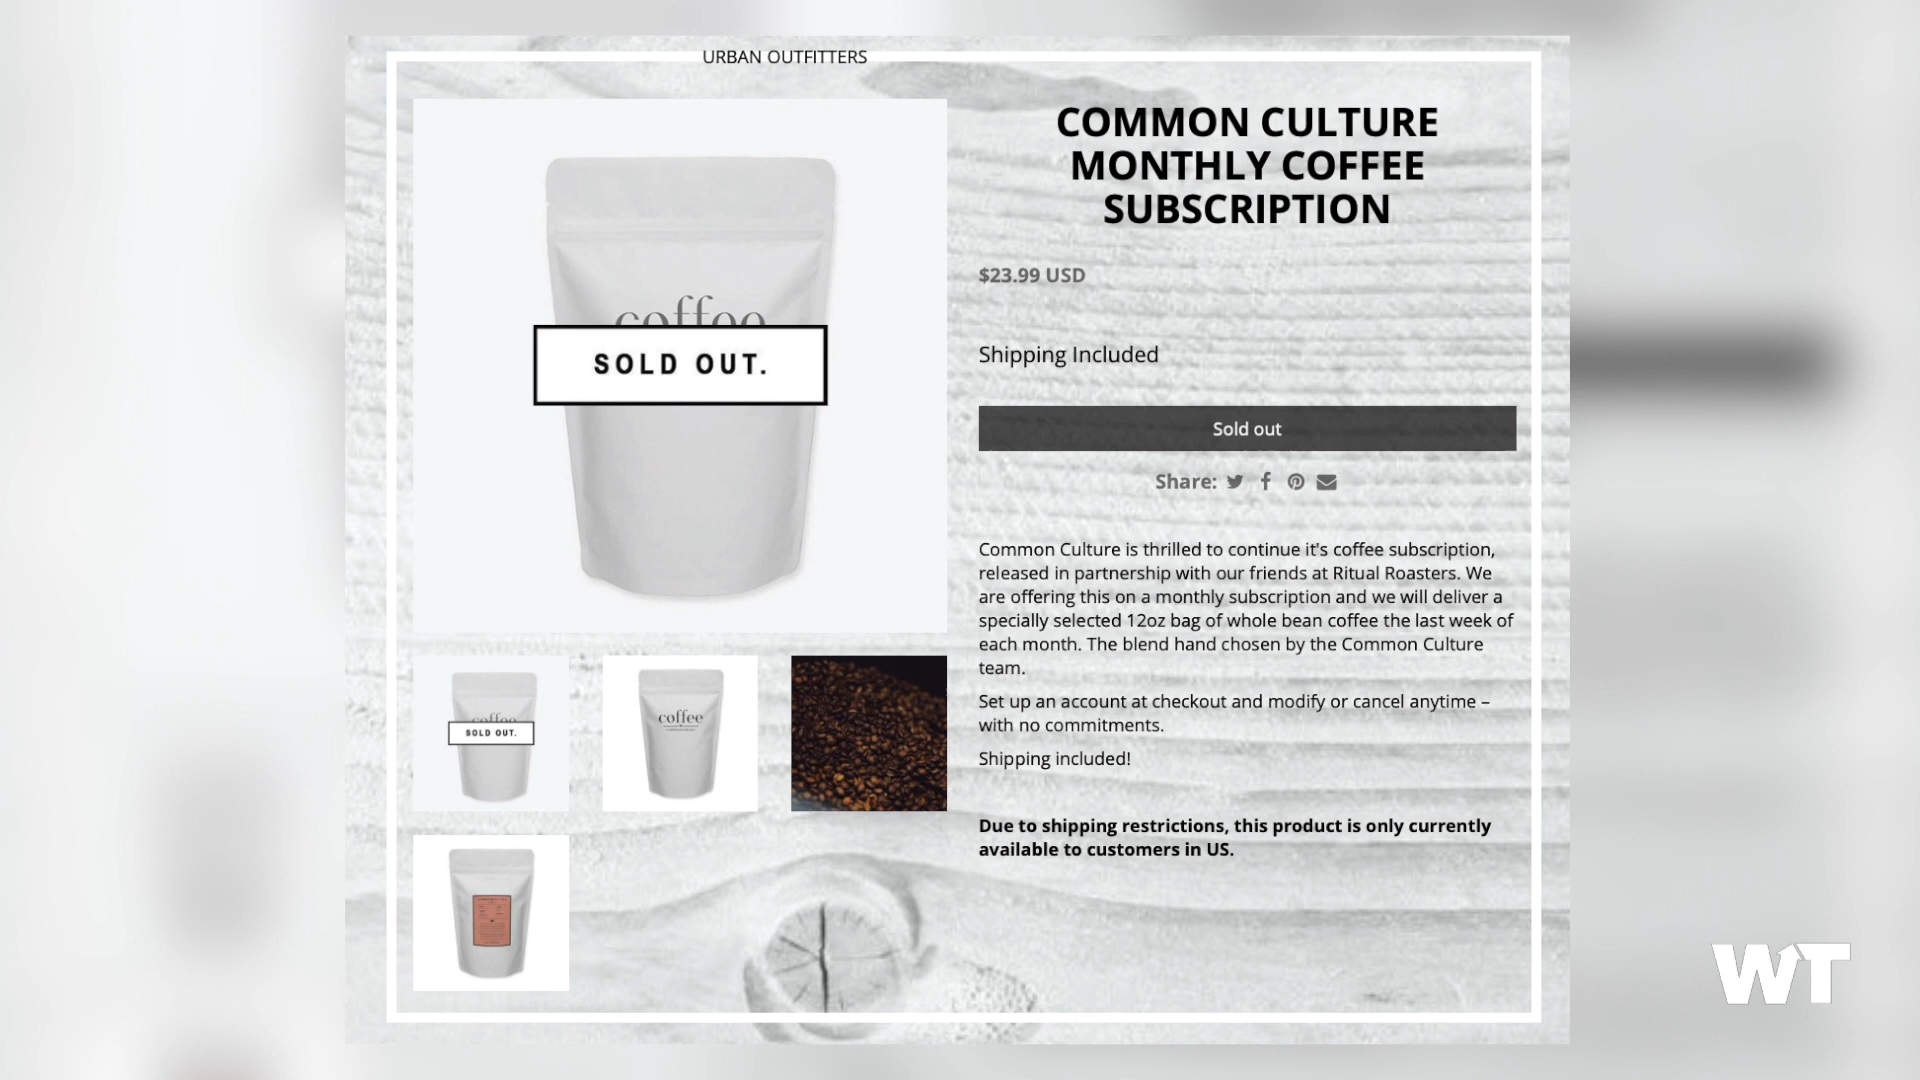 URBAN OUTFITTERS
COMMON CULTURE
MONTHLY COFFEE
SUBSCRIPTION
$23.99 USD
coffee
SOLD OUT.
Shipping Included
Sold out
Share:
Common Culture is thrilled to continue it's coffee subscription,
released in partnership with our friends at Ritual Roasters. We
are offering this on a monthly subscription and we will deliver a
specially selected 12oz bag of whole bean coffee the last week of
each month. The blend hand chosen by the Common Culture
team.
Set up an account at checkout and modify or cancel anytime –
with no commitments.
Shipping included!
Due to shipping restrictions, this product is only currently
available to customers in US.
coffee
SOLD OUT.
coffee
WT